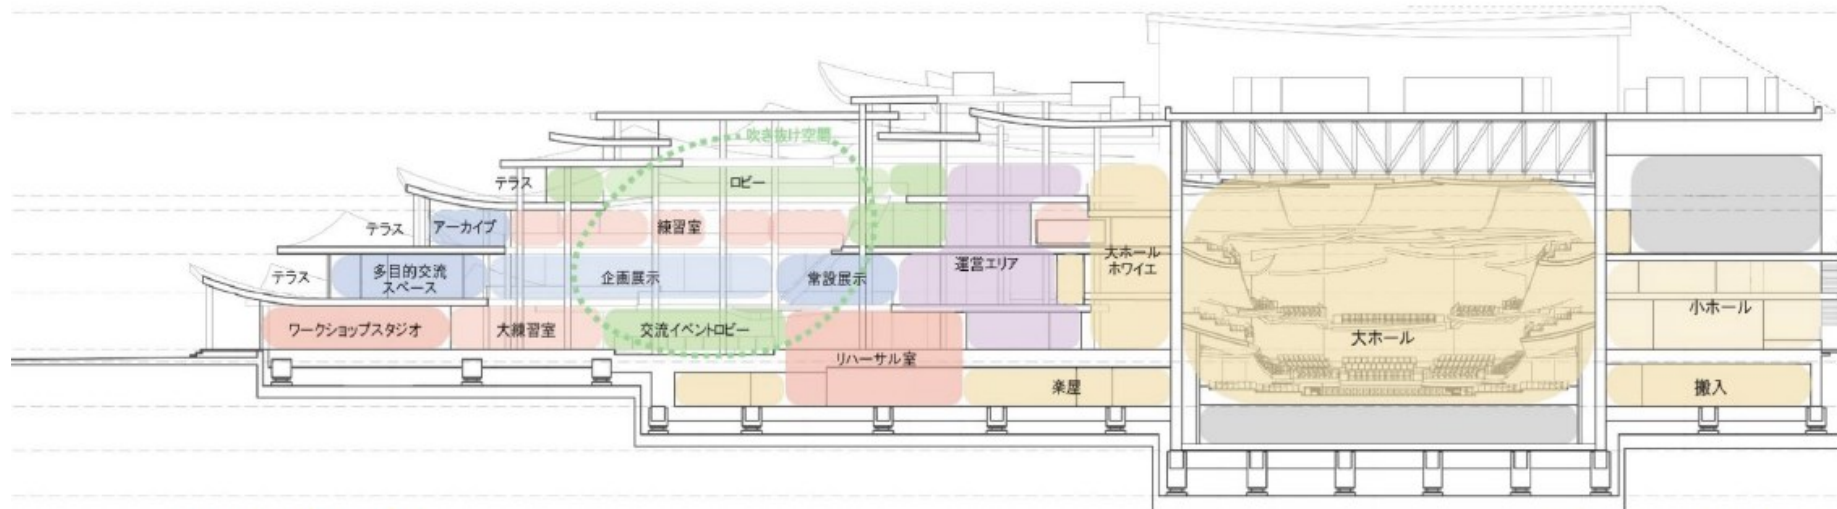 吹き抜け空間
テラス
ロビー
テラス
アーカイブ
練習室
テラス
多目的交流
スペース
企画展示
常設展示
運営エリア
大ホール
ホワイエ
ワークショップスタジオ
大練習室
交流イベントロビー
リハーサル室
大ホール
小ホール
楽屋
搬入